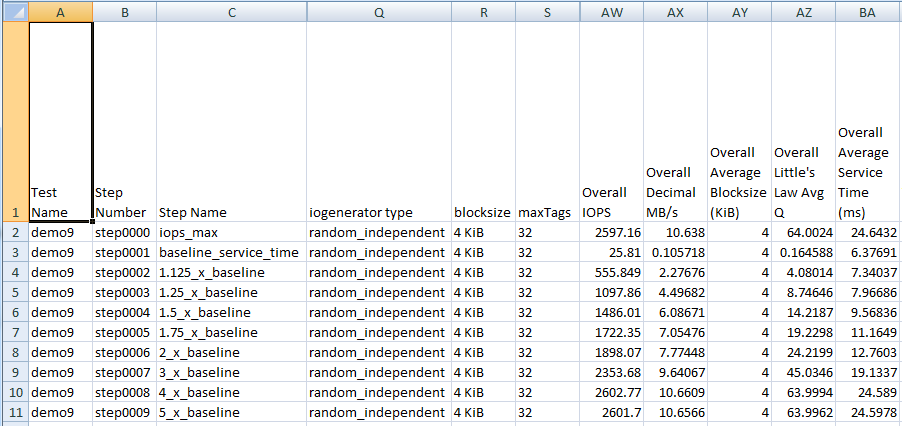 A B C Q R S AW AX AY AZ BA
Overall
Overall Overall Average
Overall Average Little's Service
Test Step Overall Decimal Blocksize Law Avg Time
1 Name Number Step Name iogenerator type blocksize maxTags IOPS MB/s (KiB) Q (ms)
2 demo9 step0000 iops_max random_independent 4 KiB 32 2597.16 10.638 4 64.0024 24.6432
3 demo9 step0001 baseline_service_time random_independent 4 KiB 32 25.81 0.105718 4 0.164588 6.37691
4 demo9 step0002 1.125_x_baseline random_independent 4 KiB 32 555.849 2.27676 4 4.08014 7.34037
5 demo9 step0003 1.25_x_baseline random_independent 4 KiB 32 1097.86 4.49682 4 8.74646 7.96686
6 demo9 step0004 1.5_x_baseline random_independent 4 KiB 32 1486.01 6.08671 4 14.2187 9.56836
7 demo9 step0005 1.75_x_baseline random_independent 4 KiB 32 1722.35 7.05476 4 19.2298 11.1649
8 demo9 step0006 2_x_baseline random_independent 4 KiB 32 1898.07 7.77448 4 24.2199 12.7603
9 demo9 step0007 3_x_baseline random_independent 4 KiB 32 2353.68 9.64067 4 45.0346 19.1337
10 demo9 step0008 4_x_baseline random_independent 4 KiB 32 2602.77 10.6609 4 63.9994 24.589
11 demo9 step0009 5_x_baseline random_independent 4 KiB 32 2601.7 10.6566 4 63.9962 24.5978